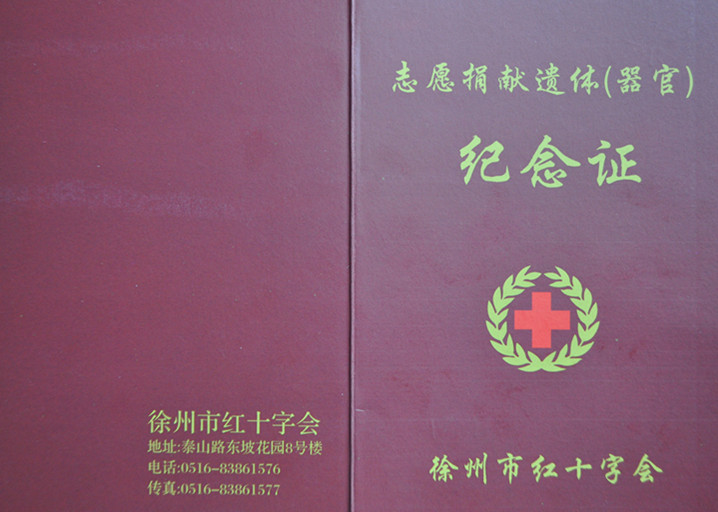 志愿捐献遗体(器官)
纪念证
徐州市红十字会
徐州市红十字会
地址:泰山路东坡花园8号楼
电话:0516-83861576
传真:0516-83861577